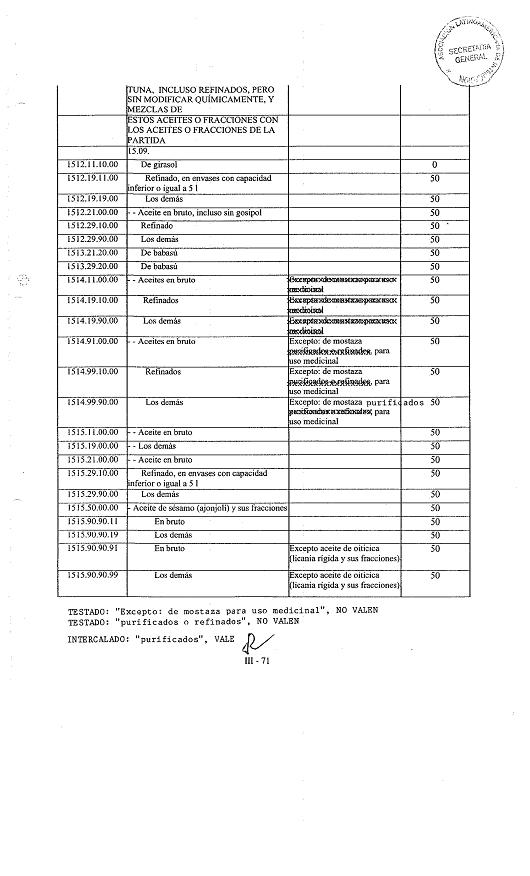 ASOCIACION LATINOAMERICANA DE INTEGRACION
SECRETARIA
GENERAL
TUNA, INCLUSO REFINADOS, PERO
SIN MODIFICAR QUÍMICAMENTE, Y
MEZCLAS DE
ESTOS ACEITES O FRACCIONES CON
LOS ACEITES O FRACCIONES DE LA
PARTIDA
15.09.
1512.11.10.00 De girasol 0
1512.19.11.00 Refinado, en envases con capacidad 50
inferior o igual a 5 l
1512.19.19.00 Los demás 50
1512.21.00.00 - - Aceite en bruto, incluso sin gosipol 50
1512.29.10.00 Refinado 50
1512.29.90.00 Los demás 50
1513.21.20.00 De babasú 50
1513.29.20.00 De babasú 50
1514.11.00.00 - - Aceites en bruto Excepto: de mostaza para uso 50
medicinal
1514.19.10.00 Refinados Excepto: de mostaza para uso 50
medicinal
1514.19.90.00 Los demás Excepto: de mostaza para uso 50
medicinal
1514.91.00.00 - - Aceites en bruto Excepto: de mostaza 50
purificados o refinados, para
uso medicinal
1514.99.10.00 Refinados Excepto: de mostaza 50
purificados o refinados, para
uso medicinal
1514.99.90.00 Los demás Excepto: de mostaza purificados 50
purificados o refinados, para
uso medicinal
1515.11.00.00 - - Aceite en bruto 50
1515.19.00.00 - - Los demás 50
1515.21.00.00 - - Aceite en bruto 50
1515.29.10.00 Refinado, en envases con capacidad 50
inferior o igual a 5 l
1515.29.90.00 Los demás 50
1515.50.00.00 - Aceite de sésamo (ajonjolí) y sus fracciones 50
1515.90.90.11 En bruto 50
1515.90.90.19 Los demás 50
1515.90.90.91 En bruto Excepto aceite de oiticica 50
(licania rígida y sus fracciones)
1515.90.90.99 Los demás Excepto aceite de oiticica 50
(licania rígida y sus fracciones)
TESTADO: "Excepto: de mostaza para uso medicinal", NO VALEN
TESTADO: "purificados o refinados", NO VALEN
INTERCALADO: "purificados", VALE
III - 71